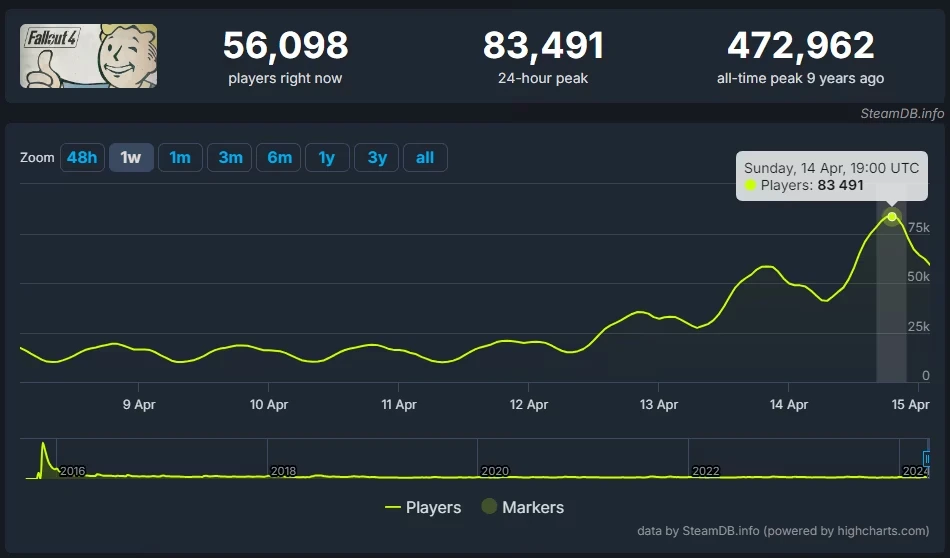 Fallout 4
56,098
83,491
472,962
players right now
24-hour peak
all-time peak 9 years ago
SteamDB.info
Zoom 48h 1w 1m 3m 6m 1y 3y all
Sunday, 14 Apr, 19:00 UTC
Players: 83 491
75k
50k
25k
0
9 Apr 10 Apr 11 Apr 12 Apr 13 Apr 14 Apr 15 Apr
2016 2018 2020 2022 2024
Players Markers
data by SteamDB.info (powered by highcharts.com)